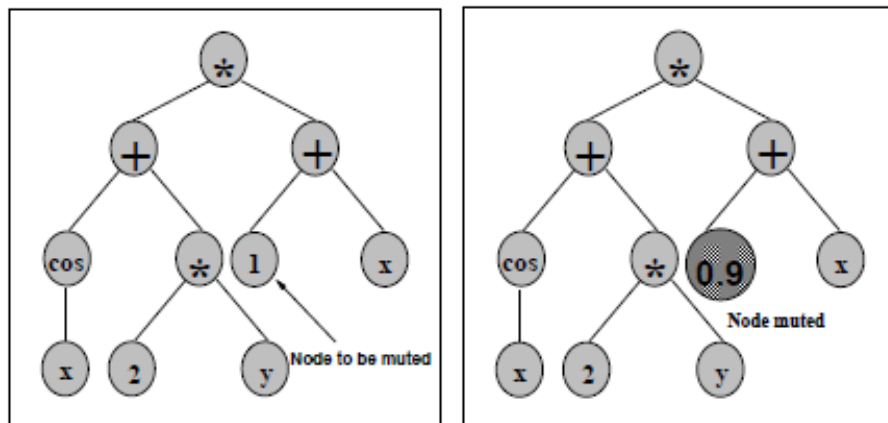 *
+ +
cos * 1 x
Node to be muted
x 2 y
*
+ +
cos * 0.9 x
Node muted
x 2 y